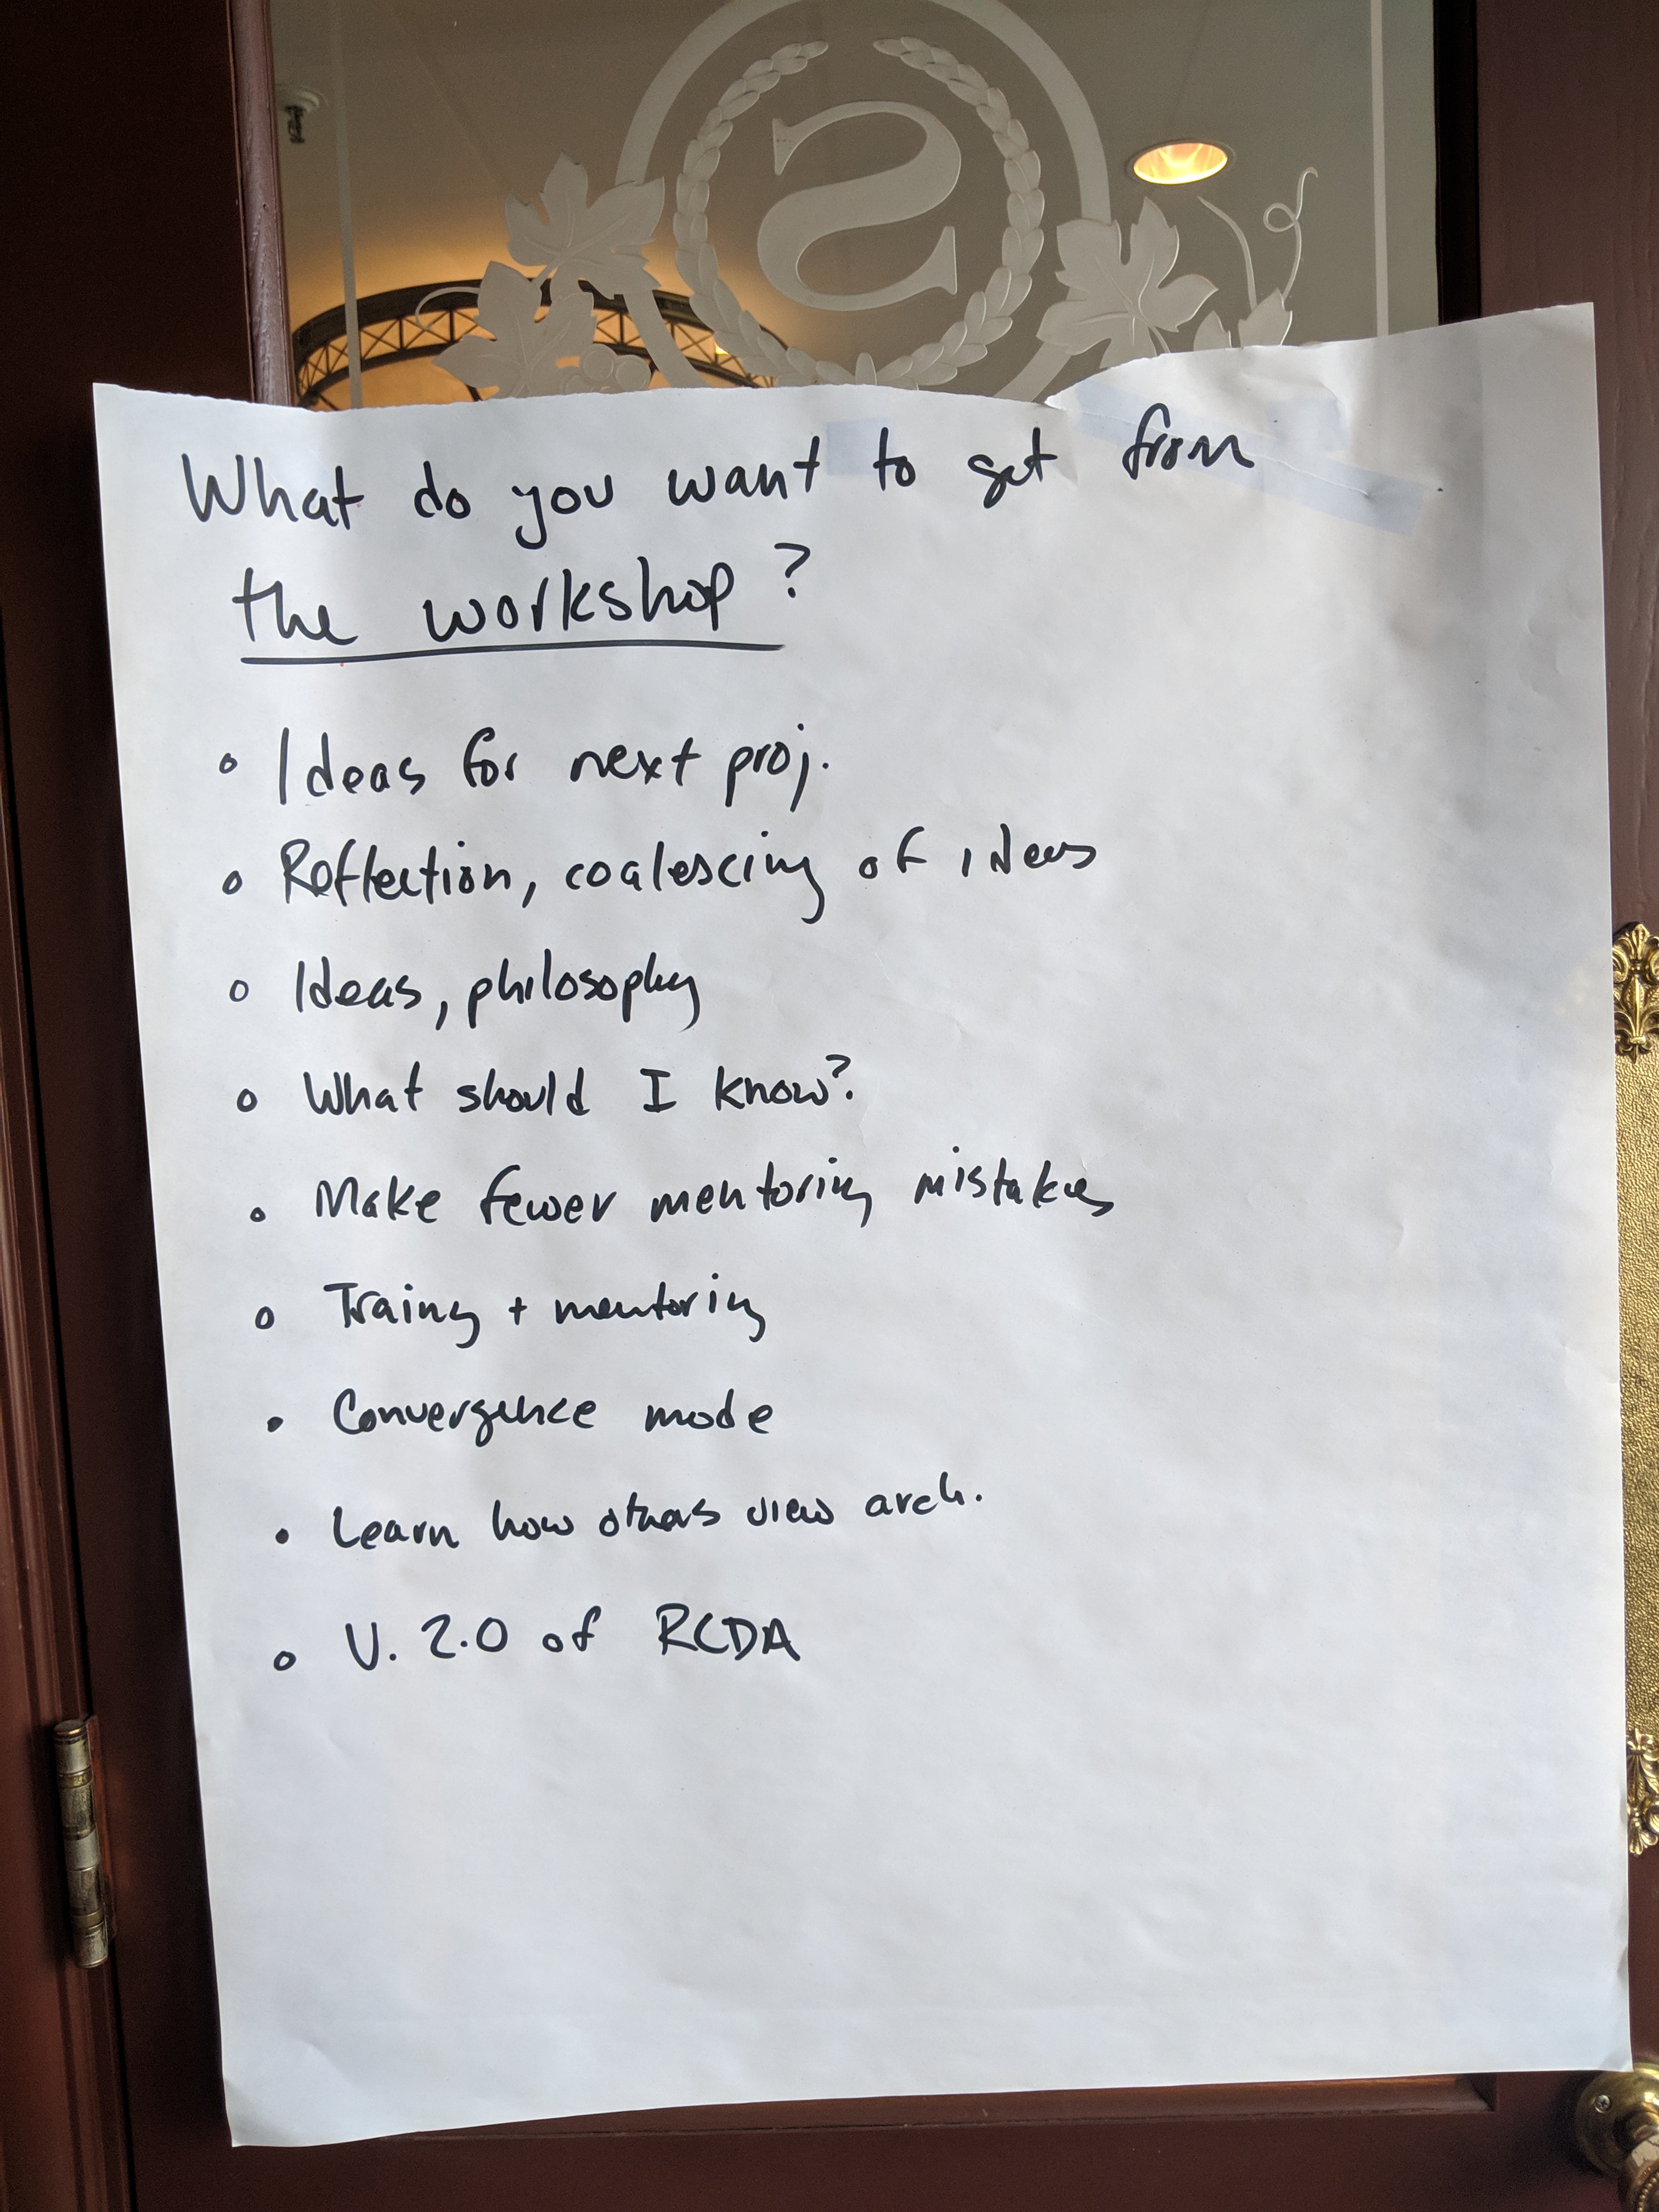 S
What do you want to get from
the workshop?
• Ideas for next proj.
• Reflection, coalescing of ideas
• Ideas, philosophy
• What should I know?
• Make fewer mentoring mistakes
• Training + mentoring
• Convergence mode
• Learn how others view arch.
• V. 2.0 of RCDA